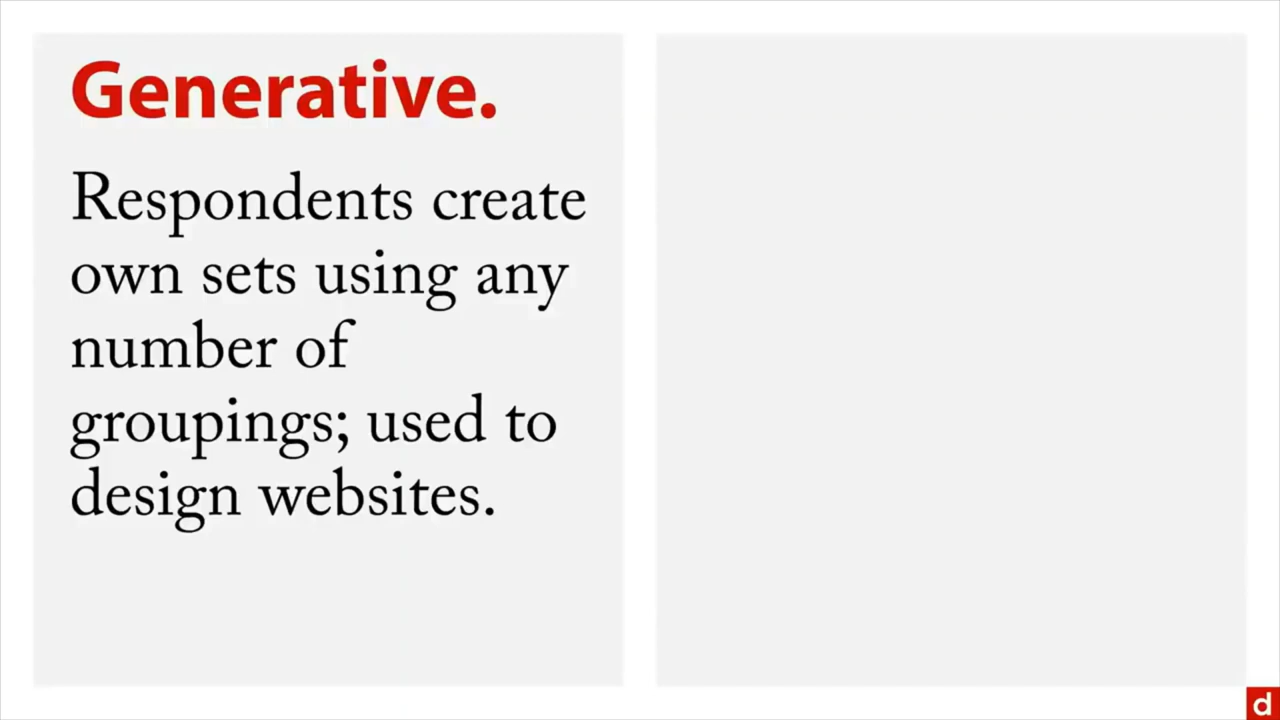 Generative.
Respondents create
own sets using any
number of
groupings; used to
design websites.
d